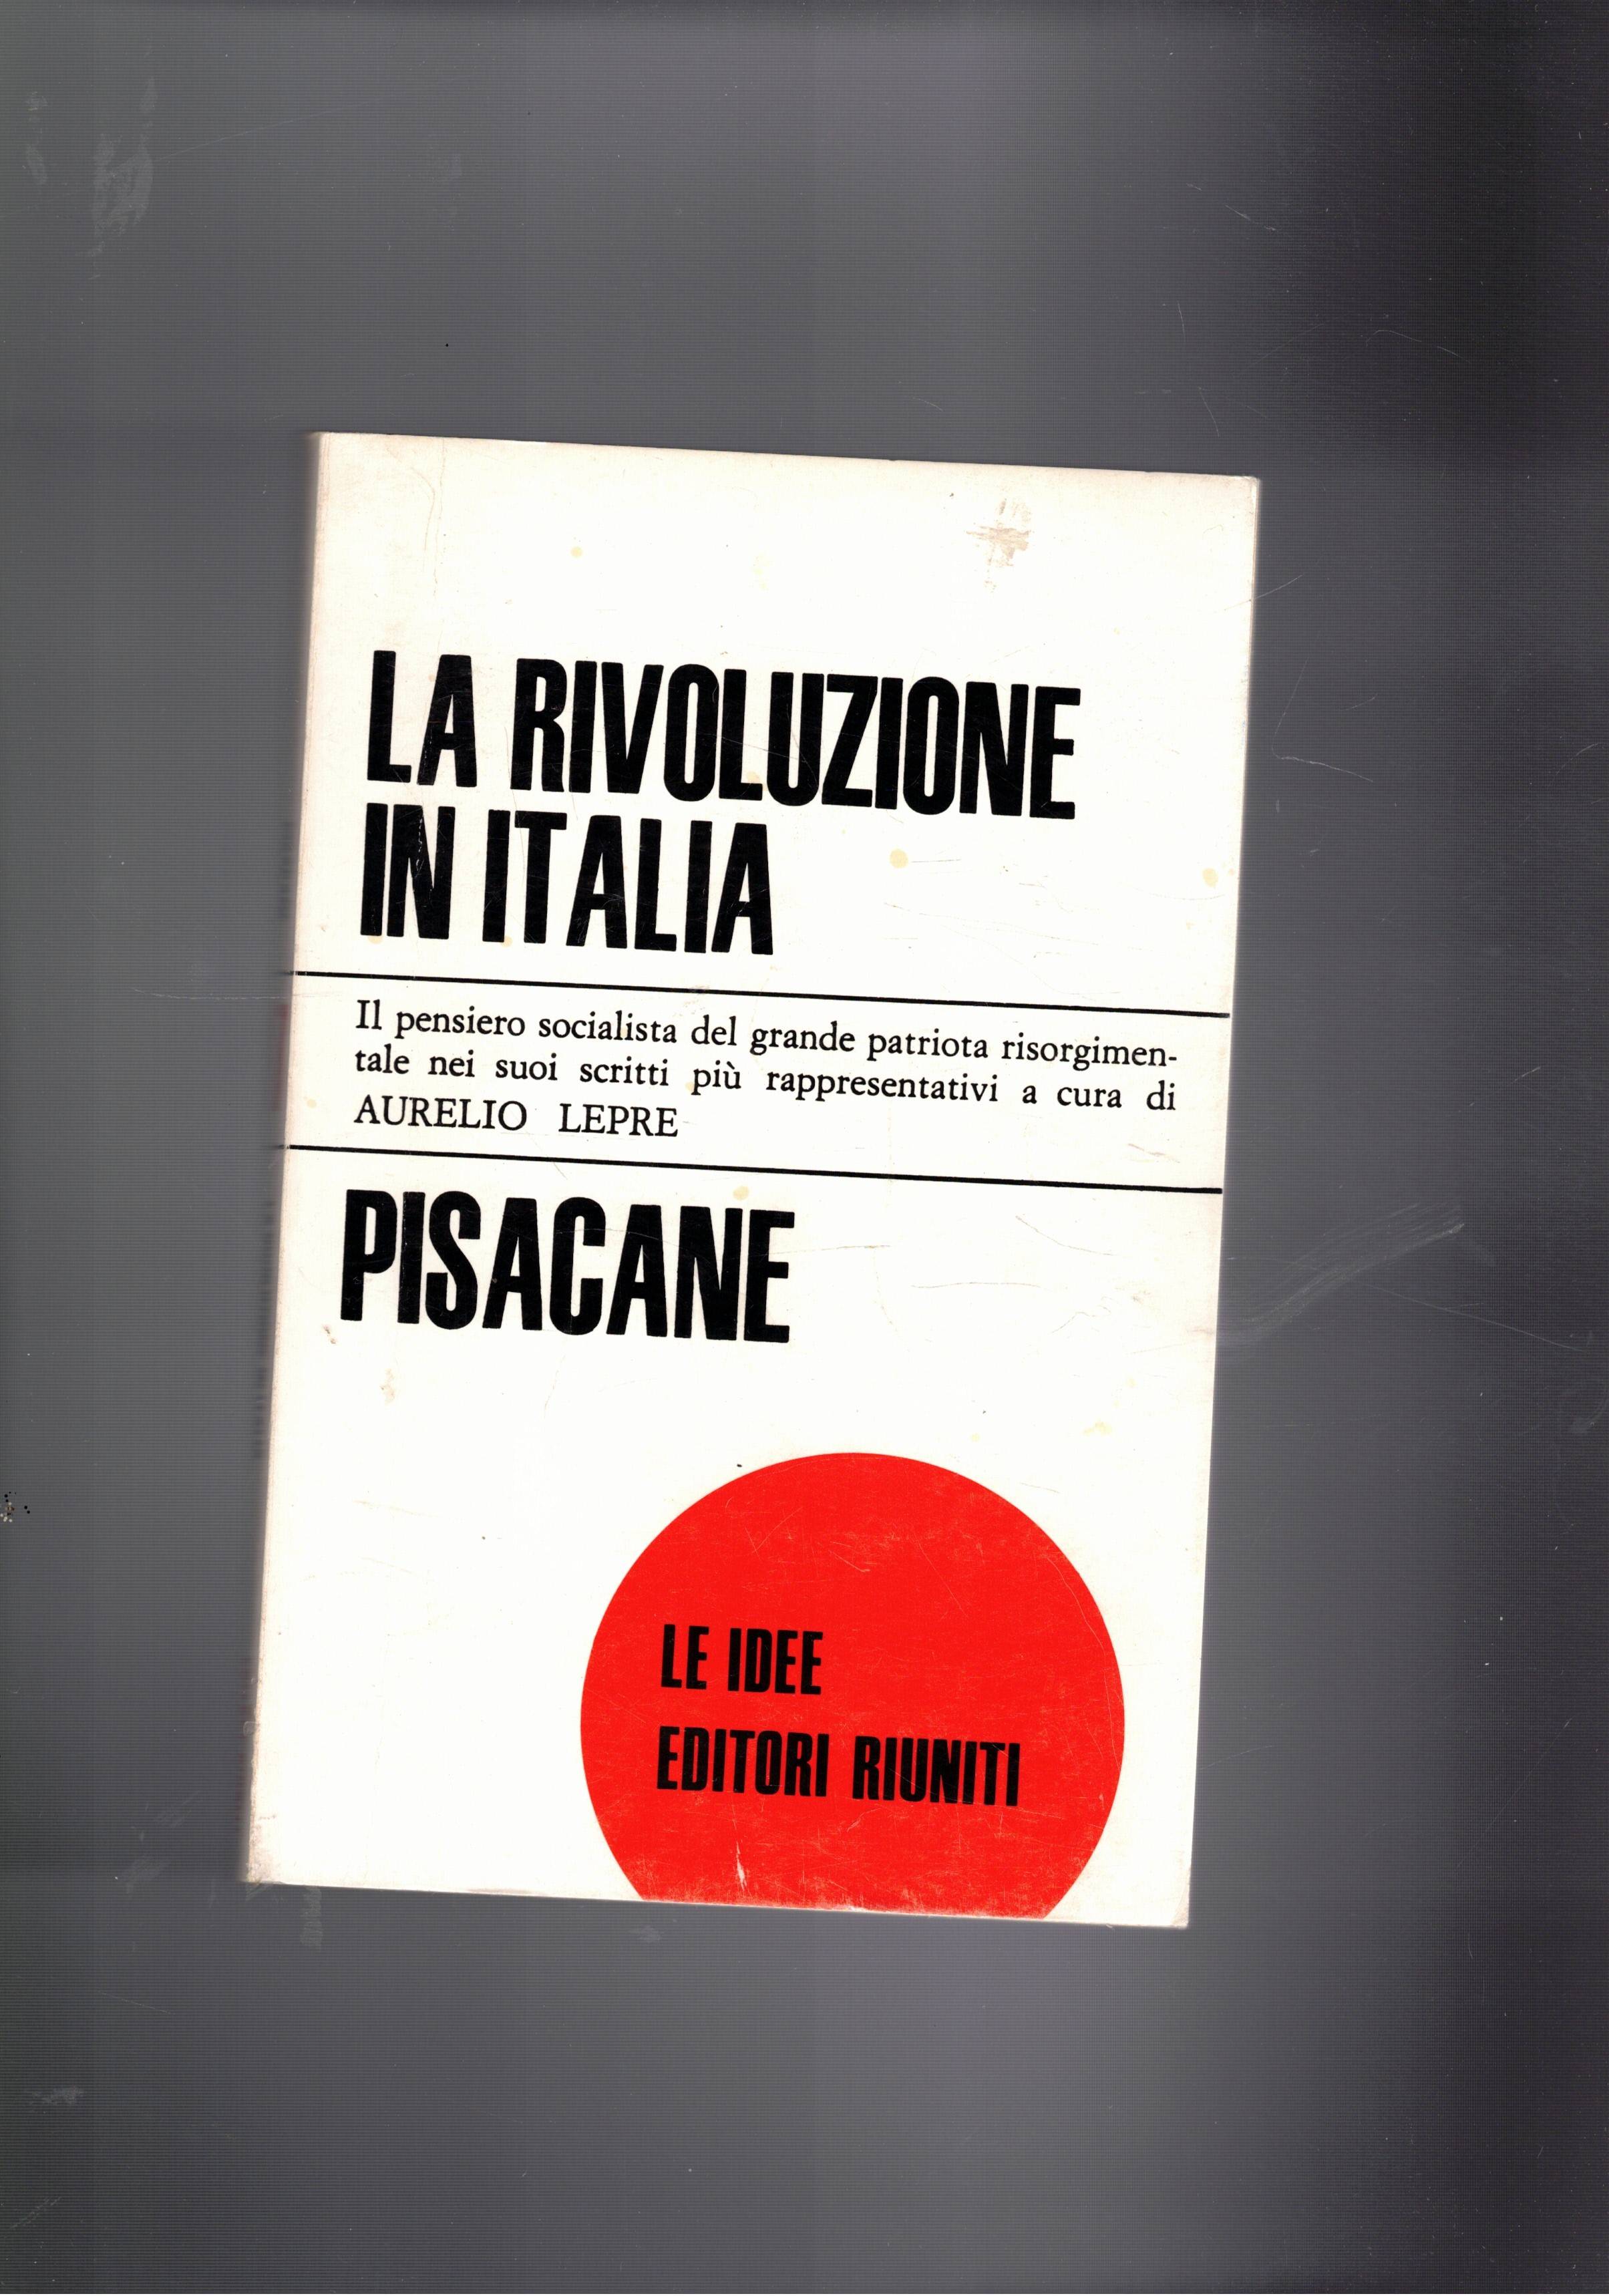 LA RIVOLUZIONE
IN ITALIA
Il pensiero socialista del grande patriota risorgimen-
tale nei suoi scritti più rappresentativi a cura di
AURELIO LEPRE
PISACANE
LE IDEE
EDITORI RIUNITI